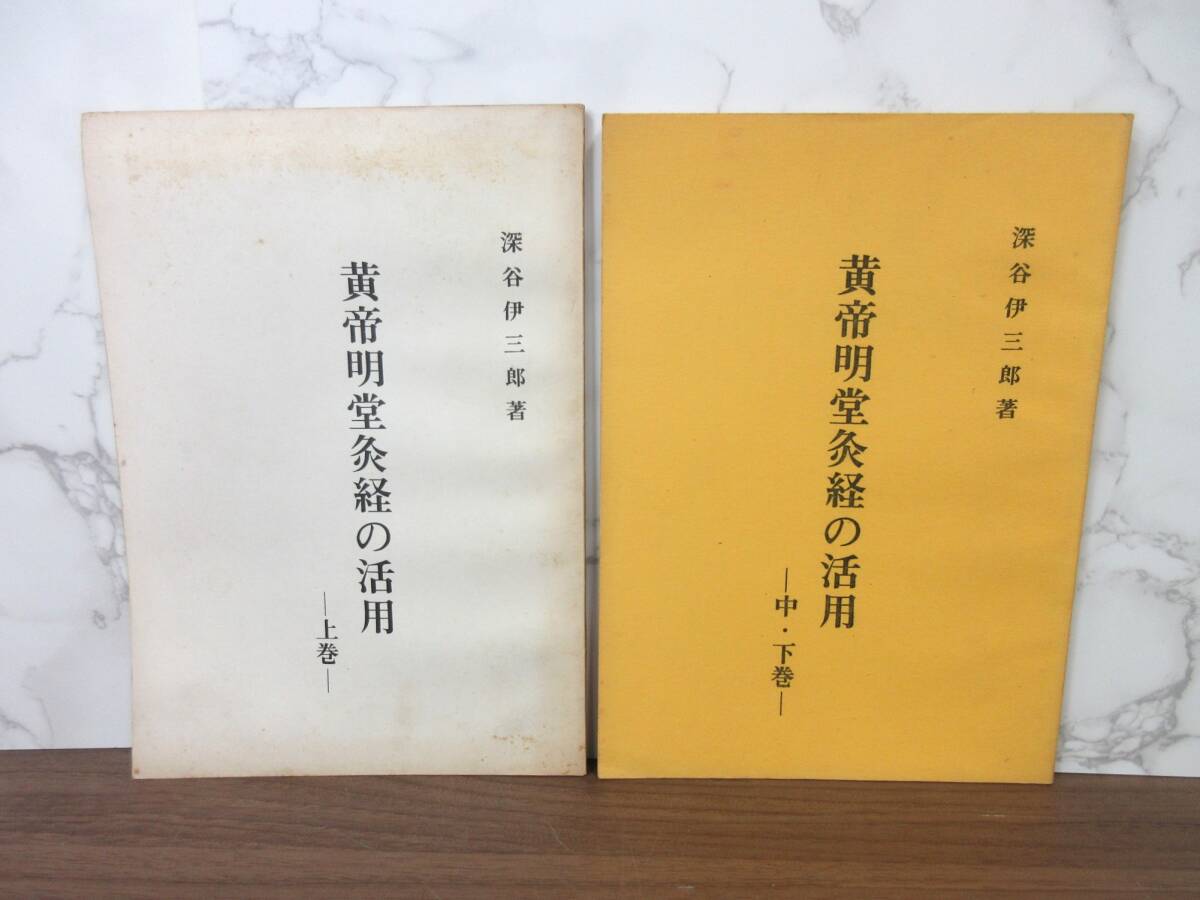 深谷伊三郎著
黄帝明堂灸経の活用
―上巻―
深谷伊三郎著
黄帝明堂灸経の活用
―中・下巻―